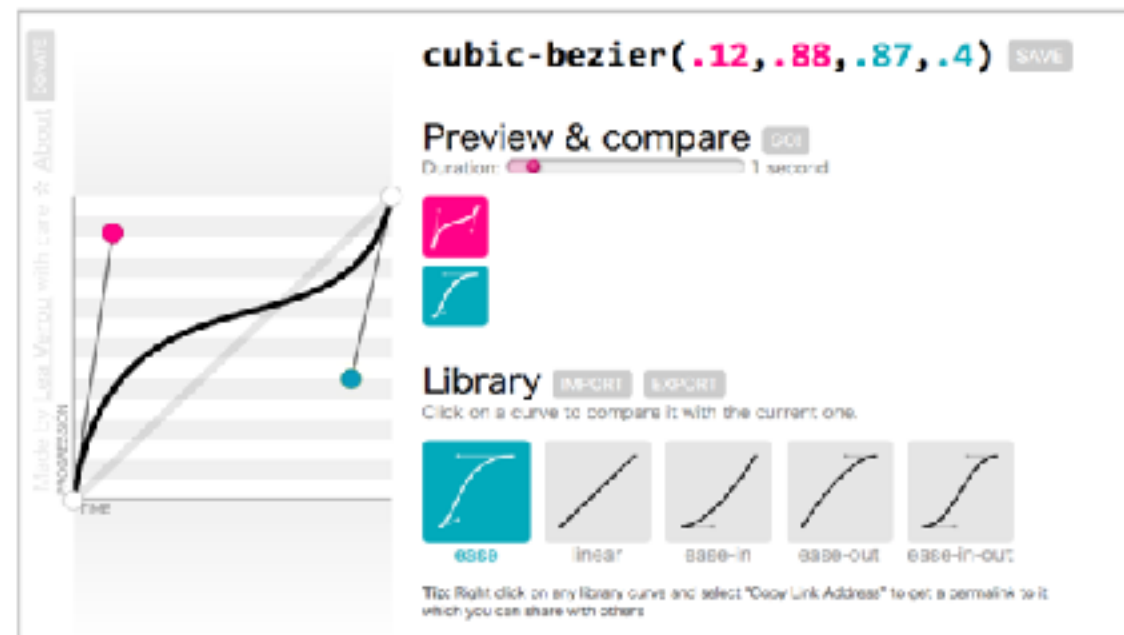 cubic-bezier(.12,.88,.87,.4) SAVE
Preview & compare GO!
Duration: 1 second
Library IMPORT EXPORT
Click on a curve to compare it with the current one.
ease linear ease-in ease-out ease-in-out
Tip: Right click on any library curve and select "Copy Link Address" to get a permalink to it
which you can share with others
PROGRESSION
TIME
Made by Lea Verou with care ☆ About DONATE